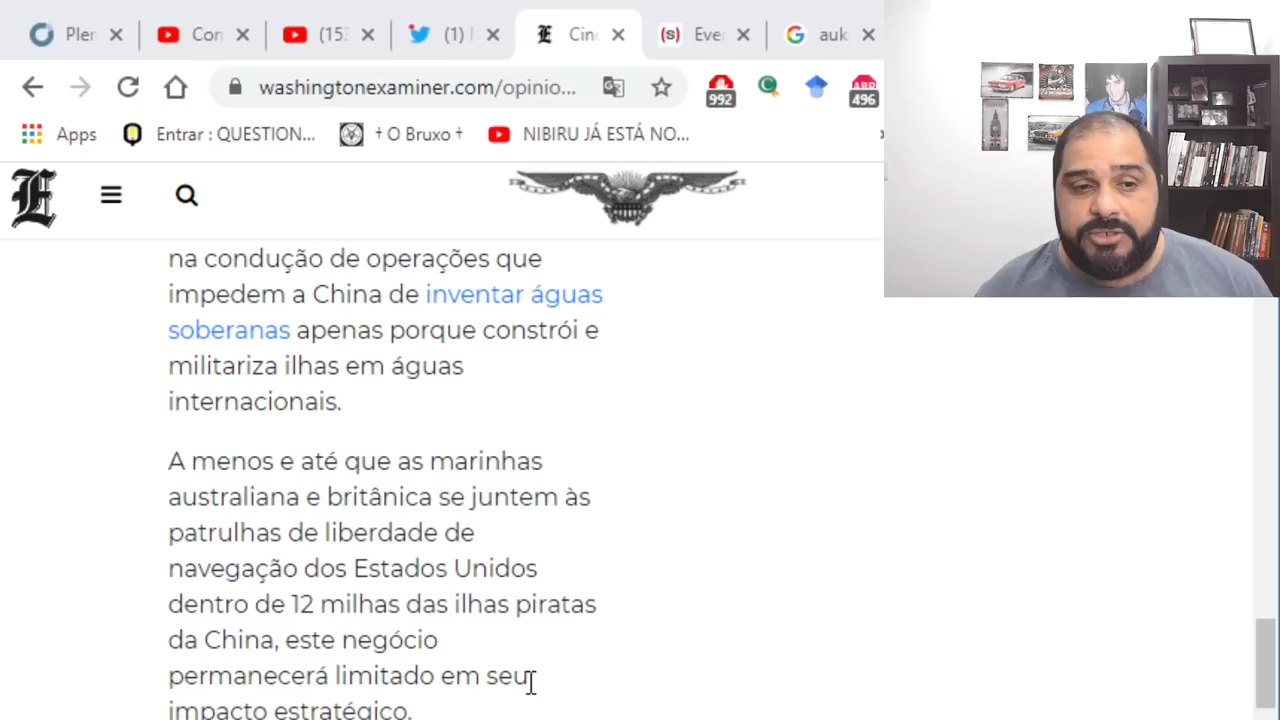 Pler
Con
(153
(1)
Cinc
(s)
Eve
auk
washingtonexaminer.com/opinio...
992
496
Apps
Entrar : QUESTION...
+ O Bruxo +
NIBIRU JÁ ESTÁ NO...
E
na condução de operações que
impedem a China de inventar águas
soberanas apenas porque constrói e
militariza ilhas em águas
internacionais.
A menos e até que as marinhas
australiana e britânica se juntem às
patrulhas de liberdade de
navegação dos Estados Unidos
dentro de 12 milhas das ilhas piratas
da China, este negócio
permanecerá limitado em seu
impacto estratégico.